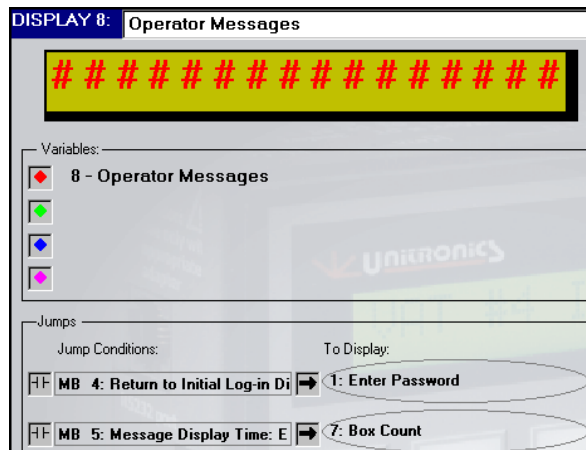 DISPLAY 8: Operator Messages
# # # # # # # # # # # # # # # #
Variables:
8 - Operator Messages
UNITRONICS
Jumps
Jump Conditions: To Display:
MB 4: Return to Initial Log-in Di 1: Enter Password
MB 5: Message Display Time: E 7: Box Count